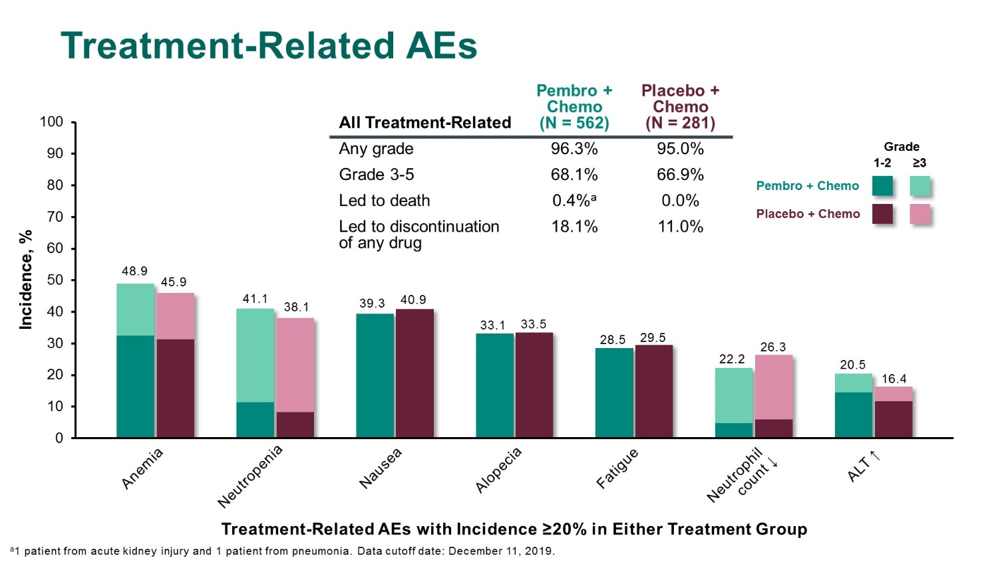 Treatment-Related AEs
Pembro +
Chemo
(N = 562)
Placebo +
Chemo
(N = 281)
All Treatment-Related
Any grade 96.3% 95.0%
Grade 3-5 68.1% 66.9%
Led to death 0.4%ᵃ 0.0%
Led to discontinuation 18.1% 11.0%
of any drug
Grade
1-2 ≥3
Pembro + Chemo
Placebo + Chemo
Incidence, %
100
90
80
70
60
50
40
30
20
10
0
48.9 45.9
41.1 38.1
39.3 40.9
33.1 33.5
28.5 29.5
22.2 26.3
20.5 16.4
Anemia
Neutropenia
Nausea
Alopecia
Fatigue
Neutrophil
count ↓
ALT ↑
Treatment-Related AEs with Incidence ≥20% in Either Treatment Group
ᵃ1 patient from acute kidney injury and 1 patient from pneumonia. Data cutoff date: December 11, 2019.